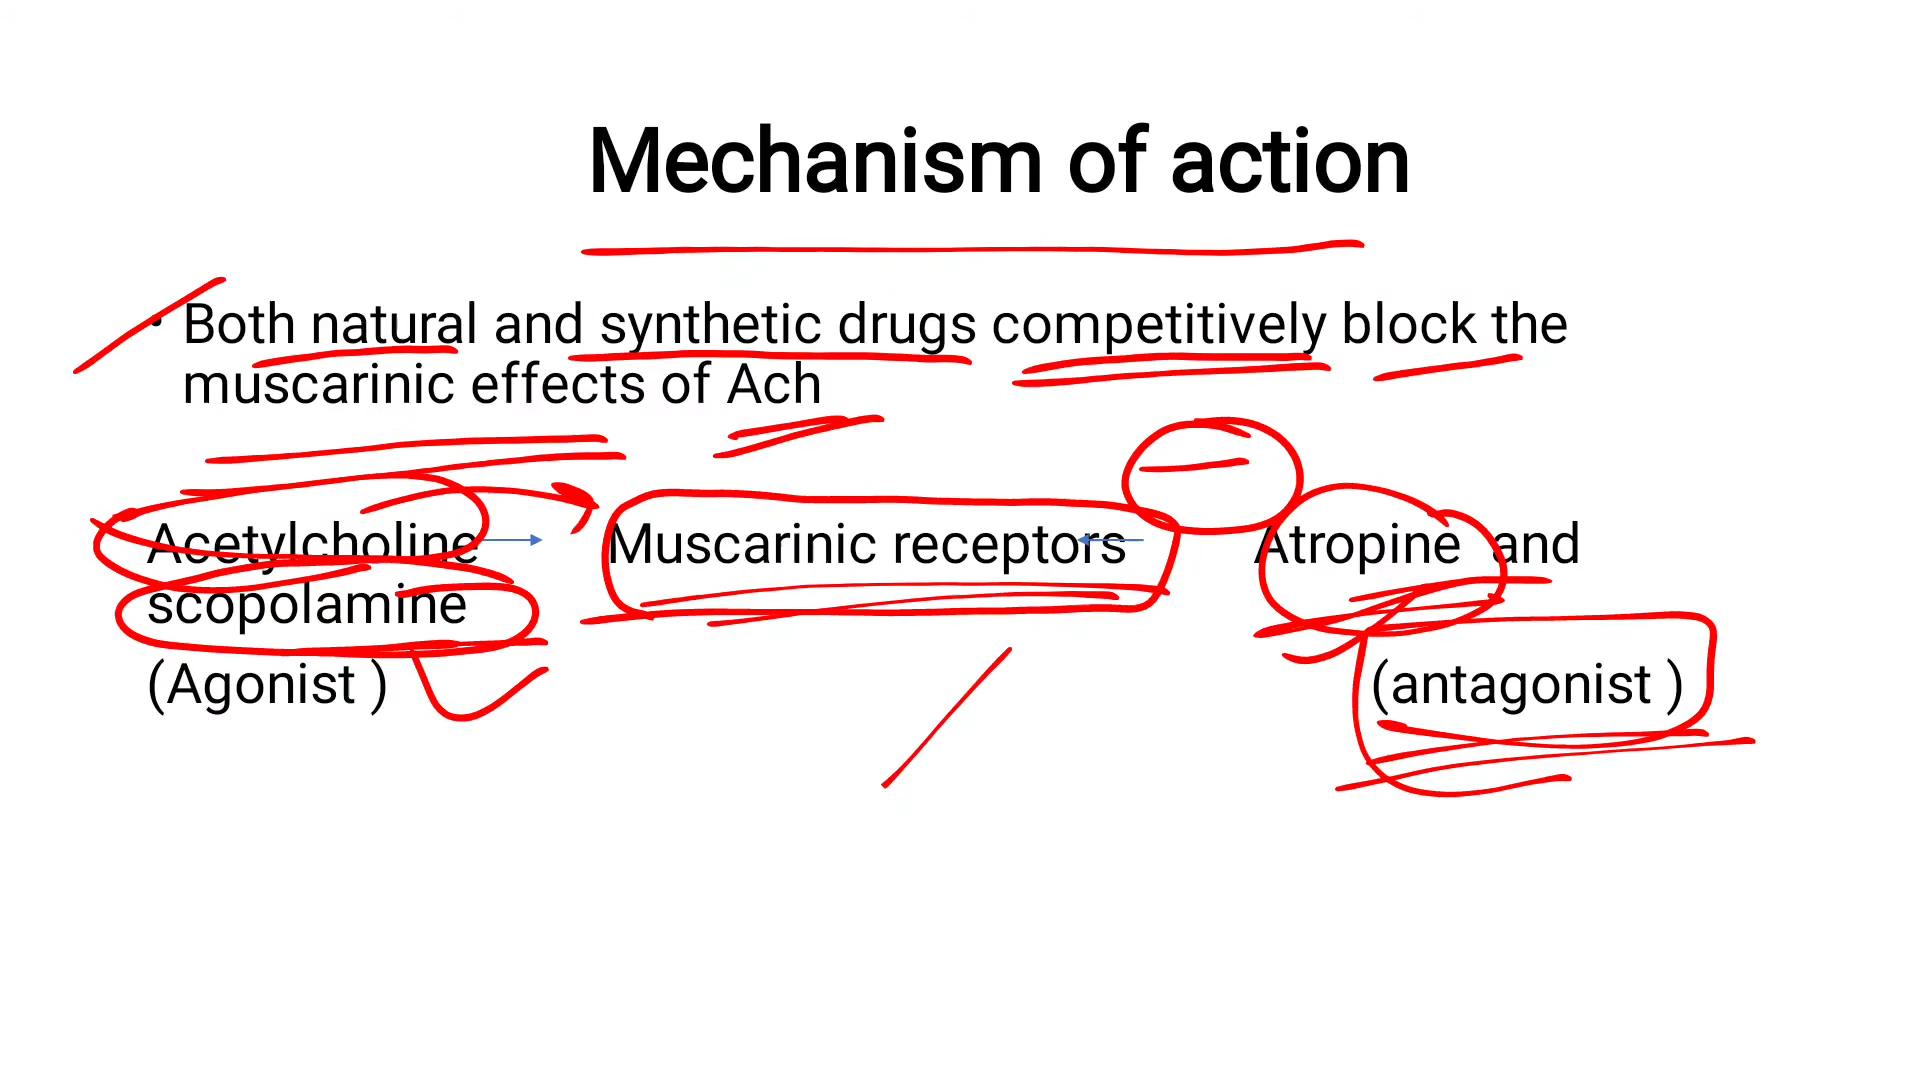 Mechanism of action
• Both natural and synthetic drugs competitively block the
muscarinic effects of Ach
Acetylcholine Muscarinic receptors Atropine and
scopolamine
(Agonist ) (antagonist )